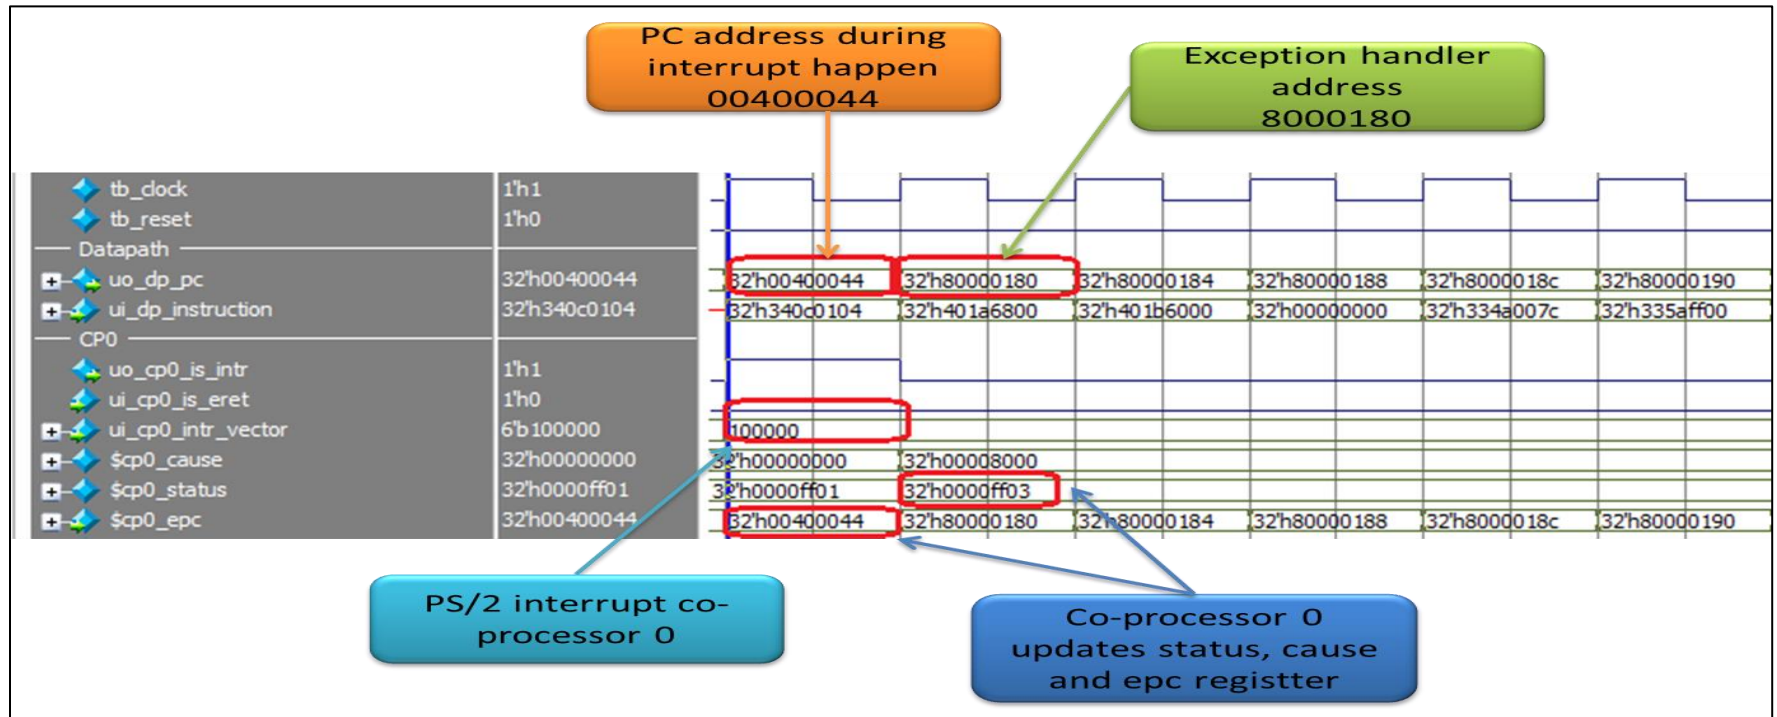 PC address during
interrupt happen
00400044
Exception handler
address
8000180
tb_clock 1'h1
tb_reset 1'h0
Datapath
uo_dp_pc 32'h00400044 32'h00400044 32'h80000180 32'h80000184 32'h80000188 32'h8000018c 32'h80000190
ui_dp_instruction 32'h340c0104 32'h340c0104 32'h401a6800 32'h401b6000 32'h00000000 32'h334a007c 32'h335aff00
CP0
uo_cp0_is_intr 1'h1
ui_cp0_is_eret 1'h0
ui_cp0_intr_vector 6'b100000 100000
$cp0_cause 32'h00000000 32'h00000000 32'h00008000
$cp0_status 32'h0000ff01 32'h0000ff01 32'h0000ff03
$cp0_epc 32'h00400044 32'h00400044 32'h80000180 32'h80000184 32'h80000188 32'h8000018c 32'h80000190
PS/2 interrupt co-
processor 0
Co-processor 0
updates status, cause
and epc registter